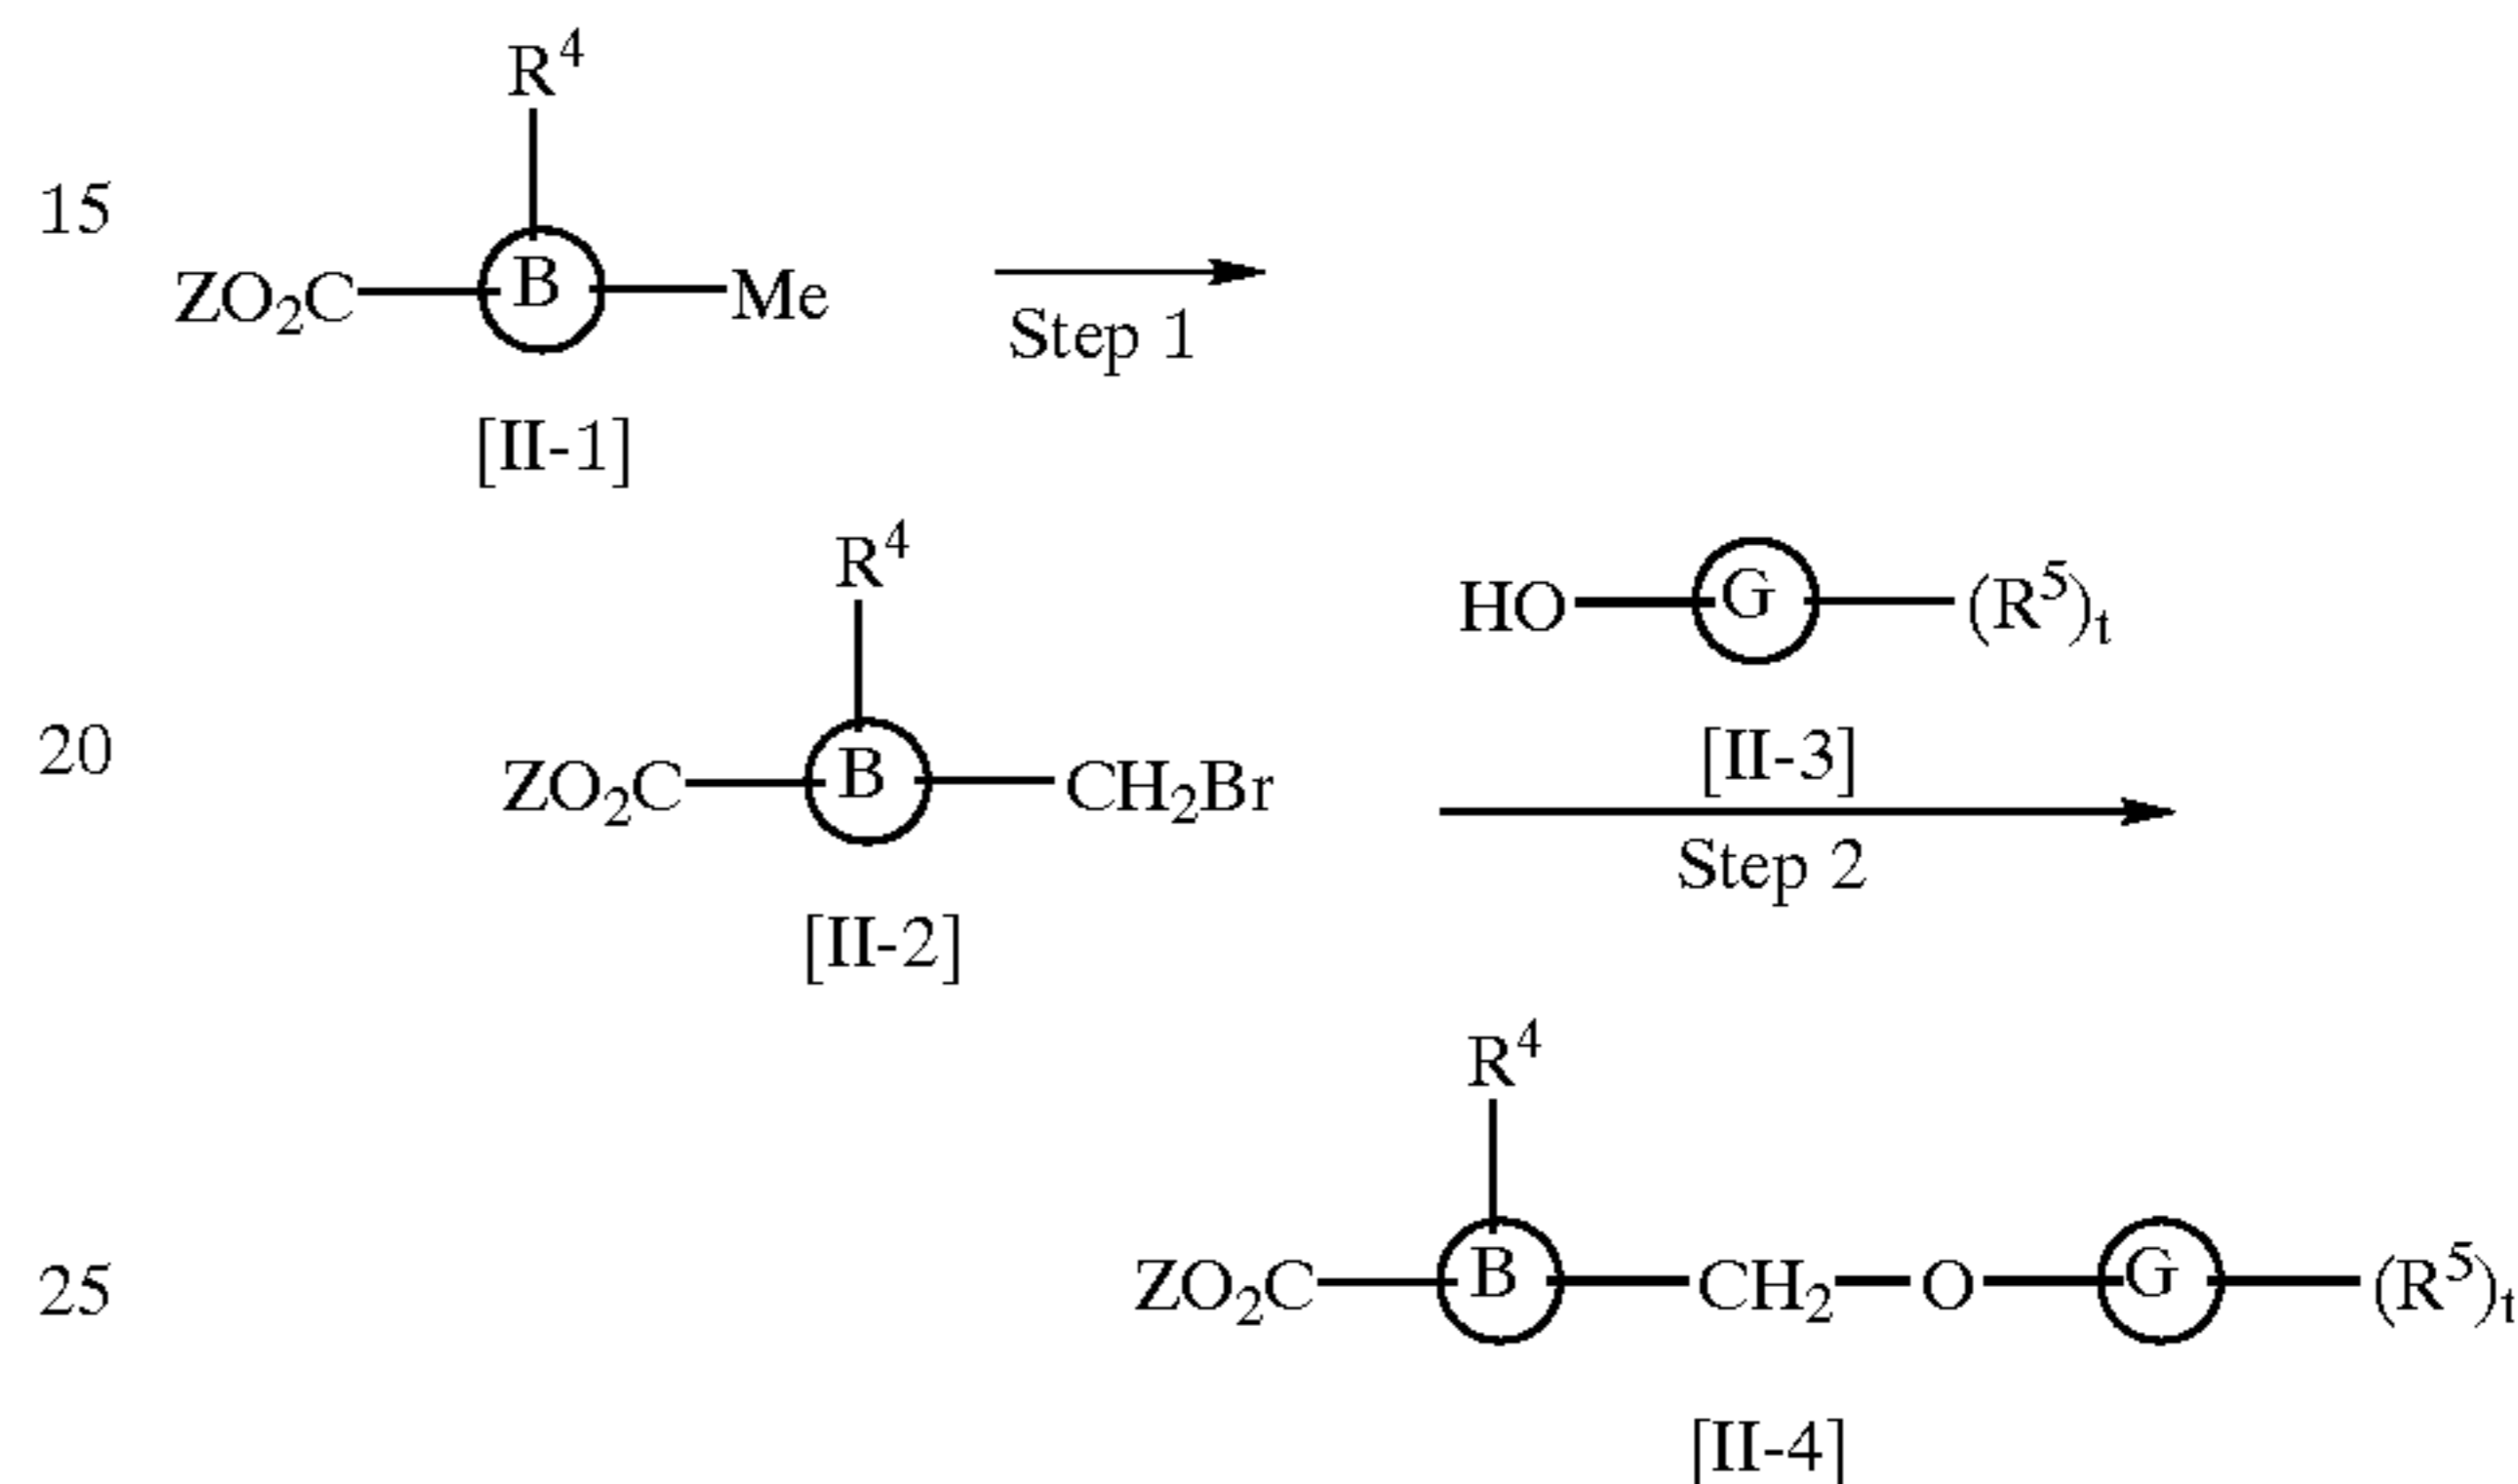 R⁴
15
ZO₂C B Me
Step 1
[II-1]
R⁴
HO G (R⁵)t
20
ZO₂C B CH₂Br
[II-3]
Step 2
[II-2]
R⁴
25
ZO₂C B CH₂ O G (R⁵)t
[II-4]